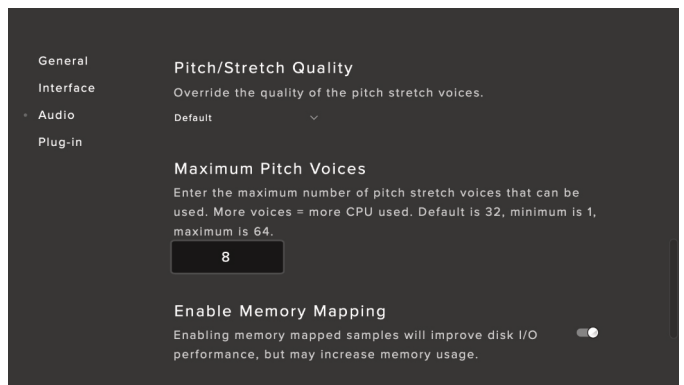 General
Interface
Audio
Plug-in
Pitch/Stretch Quality
Override the quality of the pitch stretch voices.
Default
Maximum Pitch Voices
Enter the maximum number of pitch stretch voices that can be
used. More voices = more CPU used. Default is 32, minimum is 1,
maximum is 64.
8
Enable Memory Mapping
Enabling memory mapped samples will improve disk I/O
performance, but may increase memory usage.